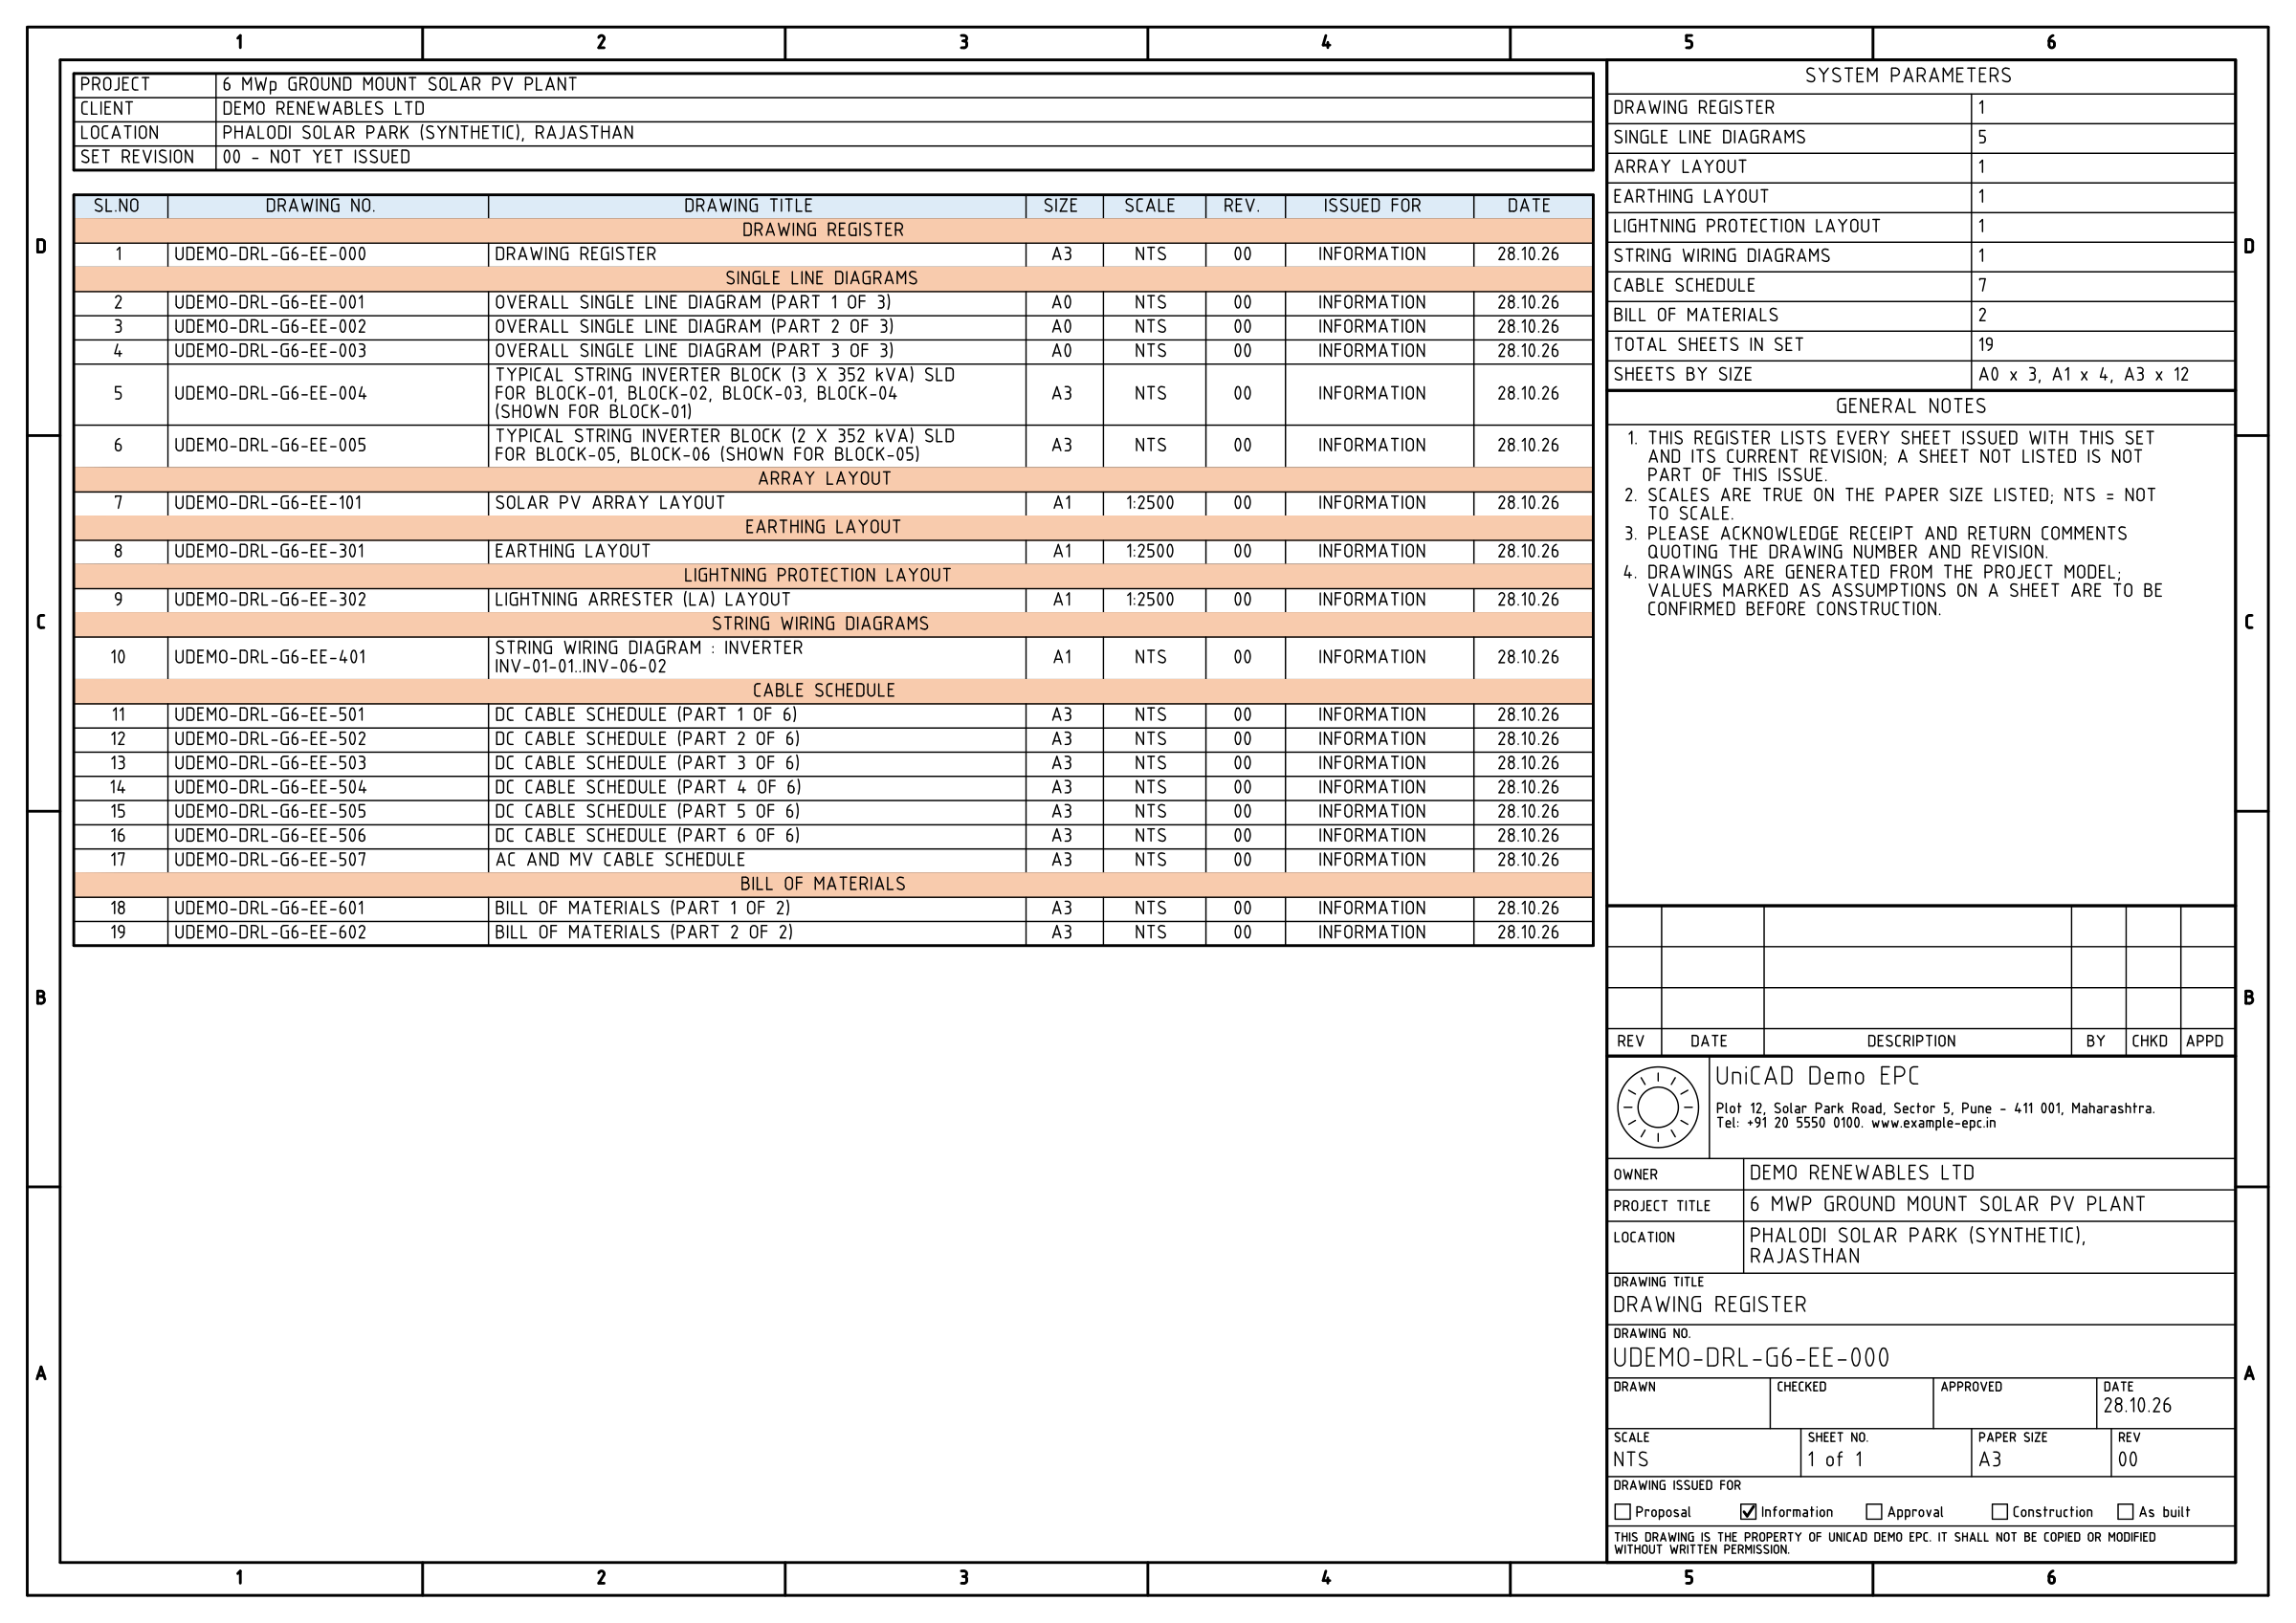 1 2 3 4 5 6
PROJECT 6 MWp GROUND MOUNT SOLAR PV PLANT
CLIENT DEMO RENEWABLES LTD
LOCATION PHALODI SOLAR PARK (SYNTHETIC), RAJASTHAN
SET REVISION 00 - NOT YET ISSUED
SL.NO DRAWING NO. DRAWING TITLE SIZE SCALE REV. ISSUED FOR DATE
DRAWING REGISTER
1 UDEMO-DRL-G6-EE-000 DRAWING REGISTER A3 NTS 00 INFORMATION 28.10.26
SINGLE LINE DIAGRAMS
2 UDEMO-DRL-G6-EE-001 OVERALL SINGLE LINE DIAGRAM (PART 1 OF 3) A0 NTS 00 INFORMATION 28.10.26
3 UDEMO-DRL-G6-EE-002 OVERALL SINGLE LINE DIAGRAM (PART 2 OF 3) A0 NTS 00 INFORMATION 28.10.26
4 UDEMO-DRL-G6-EE-003 OVERALL SINGLE LINE DIAGRAM (PART 3 OF 3) A0 NTS 00 INFORMATION 28.10.26
TYPICAL STRING INVERTER BLOCK (3 X 352 kVA) SLD
5 UDEMO-DRL-G6-EE-004 FOR BLOCK-01, BLOCK-02, BLOCK-03, BLOCK-04 A3 NTS 00 INFORMATION 28.10.26
(SHOWN FOR BLOCK-01)
TYPICAL STRING INVERTER BLOCK (2 X 352 kVA) SLD
6 UDEMO-DRL-G6-EE-005 FOR BLOCK-05, BLOCK-06 (SHOWN FOR BLOCK-05) A3 NTS 00 INFORMATION 28.10.26
ARRAY LAYOUT
7 UDEMO-DRL-G6-EE-101 SOLAR PV ARRAY LAYOUT A1 1:2500 00 INFORMATION 28.10.26
EARTHING LAYOUT
8 UDEMO-DRL-G6-EE-301 EARTHING LAYOUT A1 1:2500 00 INFORMATION 28.10.26
LIGHTNING PROTECTION LAYOUT
9 UDEMO-DRL-G6-EE-302 LIGHTNING ARRESTER (LA) LAYOUT A1 1:2500 00 INFORMATION 28.10.26
STRING WIRING DIAGRAMS
10 UDEMO-DRL-G6-EE-401 STRING WIRING DIAGRAM : INVERTER A1 NTS 00 INFORMATION 28.10.26
INV-01-01..INV-06-02
CABLE SCHEDULE
11 UDEMO-DRL-G6-EE-501 DC CABLE SCHEDULE (PART 1 OF 6) A3 NTS 00 INFORMATION 28.10.26
12 UDEMO-DRL-G6-EE-502 DC CABLE SCHEDULE (PART 2 OF 6) A3 NTS 00 INFORMATION 28.10.26
13 UDEMO-DRL-G6-EE-503 DC CABLE SCHEDULE (PART 3 OF 6) A3 NTS 00 INFORMATION 28.10.26
14 UDEMO-DRL-G6-EE-504 DC CABLE SCHEDULE (PART 4 OF 6) A3 NTS 00 INFORMATION 28.10.26
15 UDEMO-DRL-G6-EE-505 DC CABLE SCHEDULE (PART 5 OF 6) A3 NTS 00 INFORMATION 28.10.26
16 UDEMO-DRL-G6-EE-506 DC CABLE SCHEDULE (PART 6 OF 6) A3 NTS 00 INFORMATION 28.10.26
17 UDEMO-DRL-G6-EE-507 AC AND MV CABLE SCHEDULE A3 NTS 00 INFORMATION 28.10.26
BILL OF MATERIALS
18 UDEMO-DRL-G6-EE-601 BILL OF MATERIALS (PART 1 OF 2) A3 NTS 00 INFORMATION 28.10.26
19 UDEMO-DRL-G6-EE-602 BILL OF MATERIALS (PART 2 OF 2) A3 NTS 00 INFORMATION 28.10.26
SYSTEM PARAMETERS
DRAWING REGISTER 1
SINGLE LINE DIAGRAMS 5
ARRAY LAYOUT 1
EARTHING LAYOUT 1
LIGHTNING PROTECTION LAYOUT 1
STRING WIRING DIAGRAMS 1
CABLE SCHEDULE 7
BILL OF MATERIALS 2
TOTAL SHEETS IN SET 19
SHEETS BY SIZE A0 x 3, A1 x 4, A3 x 12
GENERAL NOTES
1. THIS REGISTER LISTS EVERY SHEET ISSUED WITH THIS SET
AND ITS CURRENT REVISION; A SHEET NOT LISTED IS NOT
PART OF THIS ISSUE.
2. SCALES ARE TRUE ON THE PAPER SIZE LISTED; NTS = NOT
TO SCALE.
3. PLEASE ACKNOWLEDGE RECEIPT AND RETURN COMMENTS
QUOTING THE DRAWING NUMBER AND REVISION.
4. DRAWINGS ARE GENERATED FROM THE PROJECT MODEL;
VALUES MARKED AS ASSUMPTIONS ON A SHEET ARE TO BE
CONFIRMED BEFORE CONSTRUCTION.
REV DATE DESCRIPTION BY CHKD APPD
UniCAD Demo EPC
Plot 12, Solar Park Road, Sector 5, Pune - 411 001, Maharashtra.
Tel: +91 20 5550 0100. www.example-epc.in
OWNER DEMO RENEWABLES LTD
PROJECT TITLE 6 MWP GROUND MOUNT SOLAR PV PLANT
LOCATION PHALODI SOLAR PARK (SYNTHETIC),
RAJASTHAN
DRAWING TITLE
DRAWING REGISTER
DRAWING NO.
UDEMO-DRL-G6-EE-000
DRAWN CHECKED APPROVED DATE
28.10.26
SCALE SHEET NO. PAPER SIZE REV
NTS 1 of 1 A3 00
DRAWING ISSUED FOR
Proposal Information Approval Construction As built
THIS DRAWING IS THE PROPERTY OF UNICAD DEMO EPC. IT SHALL NOT BE COPIED OR MODIFIED
WITHOUT WRITTEN PERMISSION.
D D
C C
B B
A A
1 2 3 4 5 6